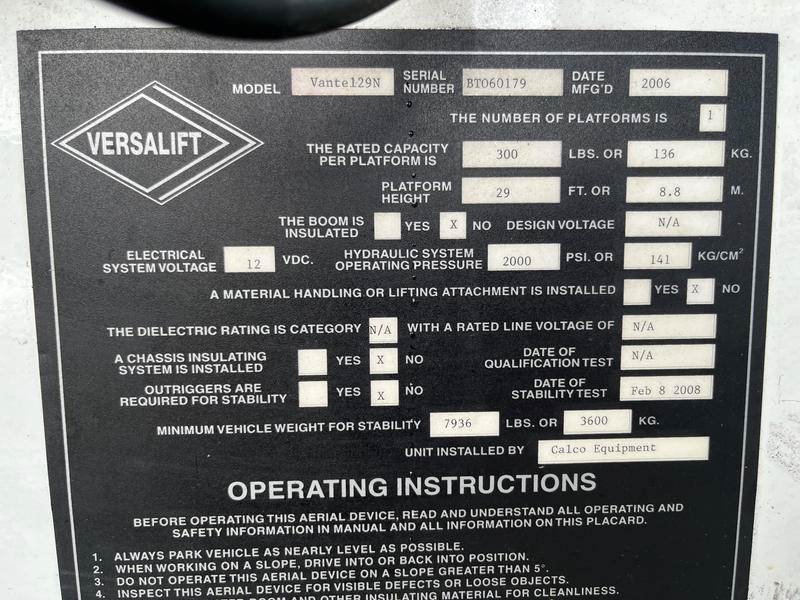 VERSALIFT
MODEL Vantel29N SERIAL NUMBER BT060179 DATE MFG'D 2006
THE NUMBER OF PLATFORMS IS 1
THE RATED CAPACITY PER PLATFORM IS 300 LBS. OR 136 KG.
PLATFORM HEIGHT 29 FT. OR 8.8 M.
THE BOOM IS INSULATED YES X NO DESIGN VOLTAGE N/A
ELECTRICAL SYSTEM VOLTAGE 12 VDC. HYDRAULIC SYSTEM OPERATING PRESSURE 2000 PSI. OR 141 KG/CM²
A MATERIAL HANDLING OR LIFTING ATTACHMENT IS INSTALLED YES X NO
THE DIELECTRIC RATING IS CATEGORY N/A WITH A RATED LINE VOLTAGE OF N/A
A CHASSIS INSULATING SYSTEM IS INSTALLED YES X NO DATE OF QUALIFICATION TEST N/A
OUTRIGGERS ARE REQUIRED FOR STABILITY YES X NO DATE OF STABILITY TEST Feb 8 2008
MINIMUM VEHICLE WEIGHT FOR STABILITY 7936 LBS. OR 3600 KG.
UNIT INSTALLED BY Calco Equipment
OPERATING INSTRUCTIONS
BEFORE OPERATING THIS AERIAL DEVICE, READ AND UNDERSTAND ALL OPERATING AND
SAFETY INFORMATION IN MANUAL AND ALL INFORMATION ON THIS PLACARD.
1. ALWAYS PARK VEHICLE AS NEARLY LEVEL AS POSSIBLE.
2. WHEN WORKING ON A SLOPE, DRIVE INTO OR BACK INTO POSITION.
3. DO NOT OPERATE THIS AERIAL DEVICE ON A SLOPE GREATER THAN 5°.
4. INSPECT THIS AERIAL DEVICE FOR VISIBLE DEFECTS OR LOOSE OBJECTS.
BOOM AND OTHER INSULATING MATERIAL FOR CLEANLINESS.